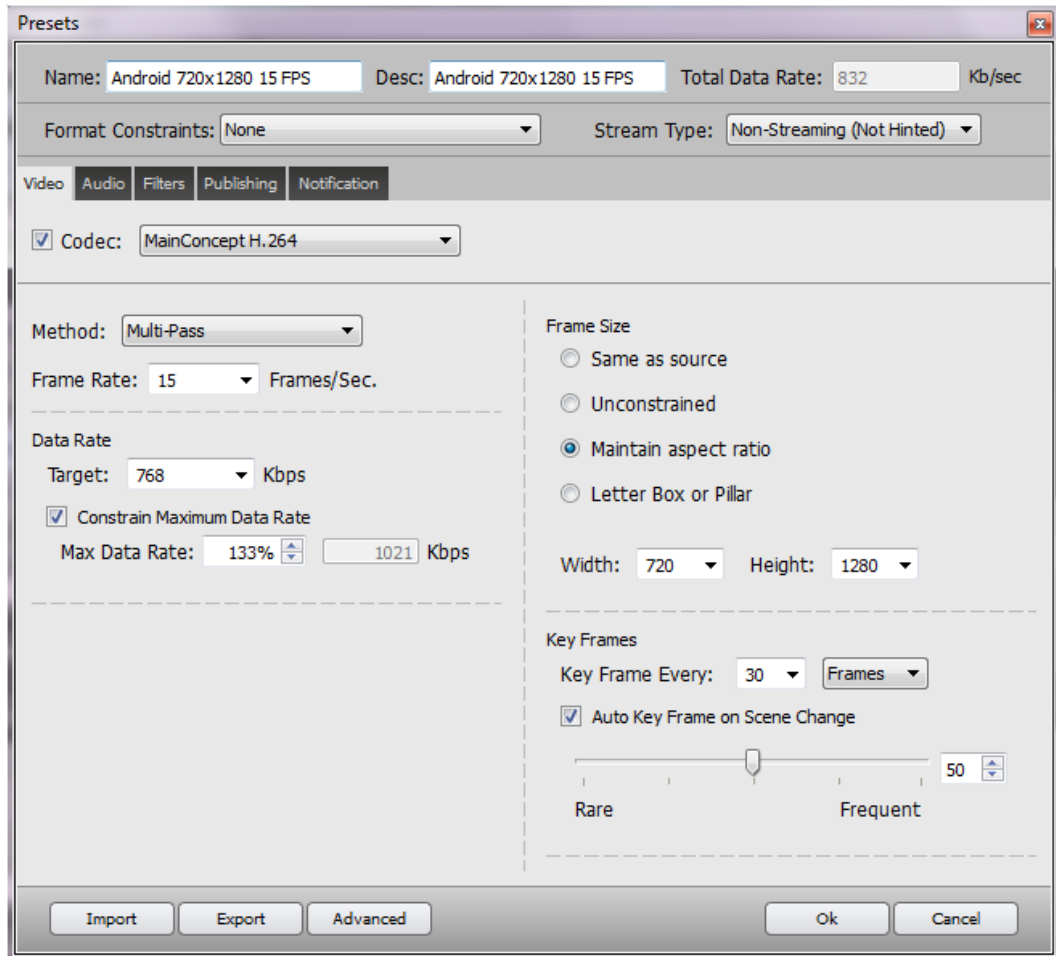 Presets
Name: Android 720x1280 15 FPS Desc: Android 720x1280 15 FPS Total Data Rate: 832 Kb/sec
Format Constraints: None Stream Type: Non-Streaming (Not Hinted)
Video Audio Filters Publishing Notification
Codec: MainConcept H.264
Method: Multi-Pass
Frame Rate: 15 Frames/Sec.
Data Rate
Target: 768 Kbps
Constrain Maximum Data Rate
Max Data Rate: 133% 1021 Kbps
Frame Size
Same as source
Unconstrained
Maintain aspect ratio
Letter Box or Pillar
Width: 720 Height: 1280
Key Frames
Key Frame Every: 30 Frames
Auto Key Frame on Scene Change
50
Rare Frequent
Import Export Advanced Ok Cancel